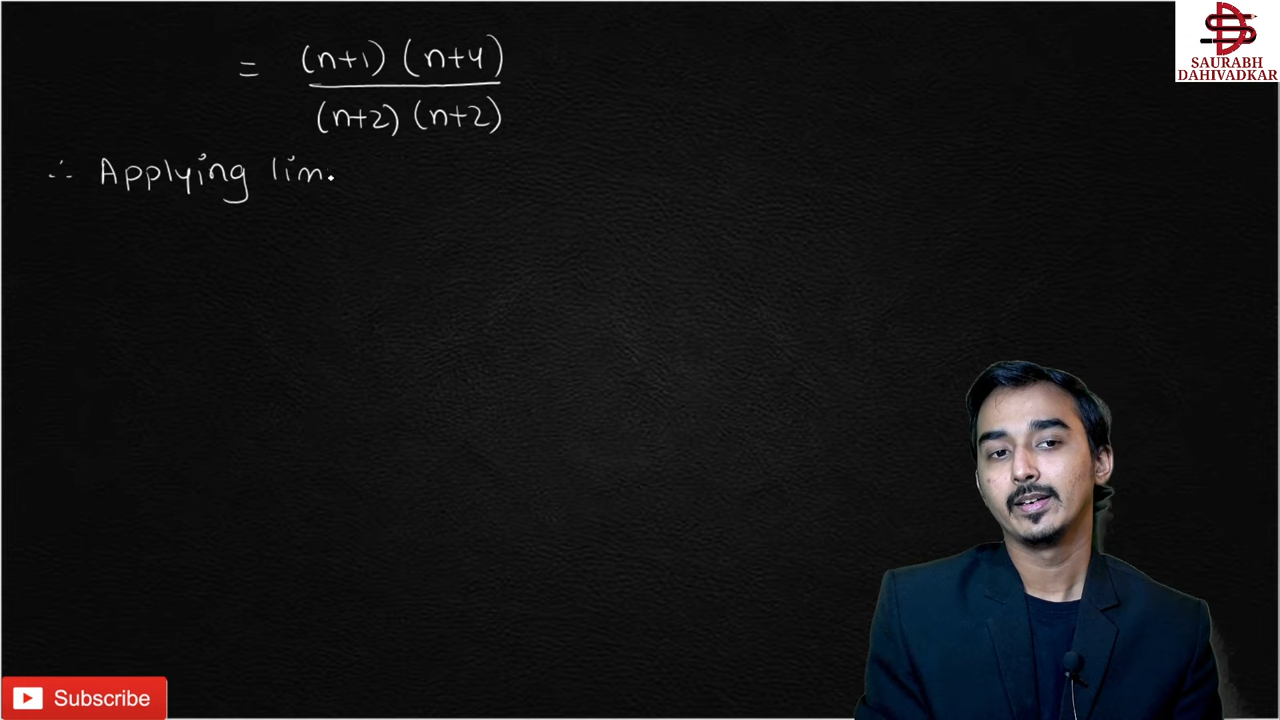 = (n+1) (n+4)
(n+2) (n+2)
∴ Applying lim.
SAURABH
DAHIVADKAR
Subscribe